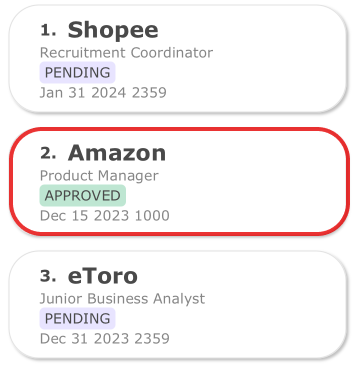 1. Shopee
Recruitment Coordinator
PENDING
Jan 31 2024 2359
2. Amazon
Product Manager
APPROVED
Dec 15 2023 1000
3. eToro
Junior Business Analyst
PENDING
Dec 31 2023 2359